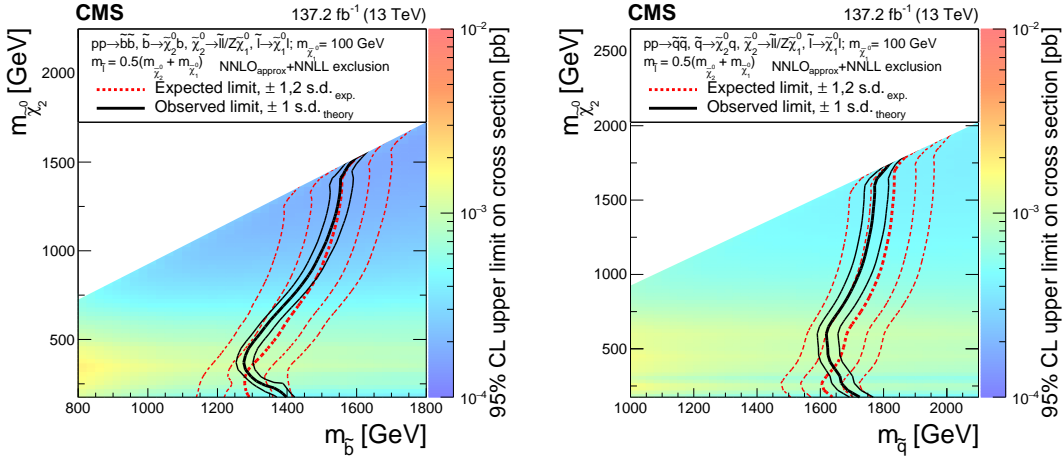 CMS 137.2 fb⁻¹ (13 TeV)
pp→b̃b̃, b̃→χ̃⁰₂b, χ̃⁰₂→l̃l/Zχ̃⁰₁, l̃→χ̃⁰₁l; m_χ̃⁰₁ = 100 GeV
m_l̃ = 0.5(m_χ̃⁰₂ + m_χ̃⁰₁) NNLO_approx+NNLL exclusion
Expected limit, ± 1,2 s.d. exp.
Observed limit, ± 1 s.d. theory
m_χ̃⁰₂ [GeV]
2000
1500
1000
500
800 1000 1200 1400 1600 1800
m_b̃ [GeV]
10⁻²
10⁻³
10⁻⁴
95% CL upper limit on cross section [pb]
CMS 137.2 fb⁻¹ (13 TeV)
pp→q̃q̃, q̃→χ̃⁰₂q, χ̃⁰₂→l̃l/Zχ̃⁰₁, l̃→χ̃⁰₁l; m_χ̃⁰₁ = 100 GeV
m_l̃ = 0.5(m_χ̃⁰₂ + m_χ̃⁰₁) NNLO_approx+NNLL exclusion
Expected limit, ± 1,2 s.d. exp.
Observed limit, ± 1 s.d. theory
m_χ̃⁰₂ [GeV]
2500
2000
1500
1000
500
1000 1200 1400 1600 1800 2000
m_q̃ [GeV]
10⁻²
10⁻³
10⁻⁴
95% CL upper limit on cross section [pb]